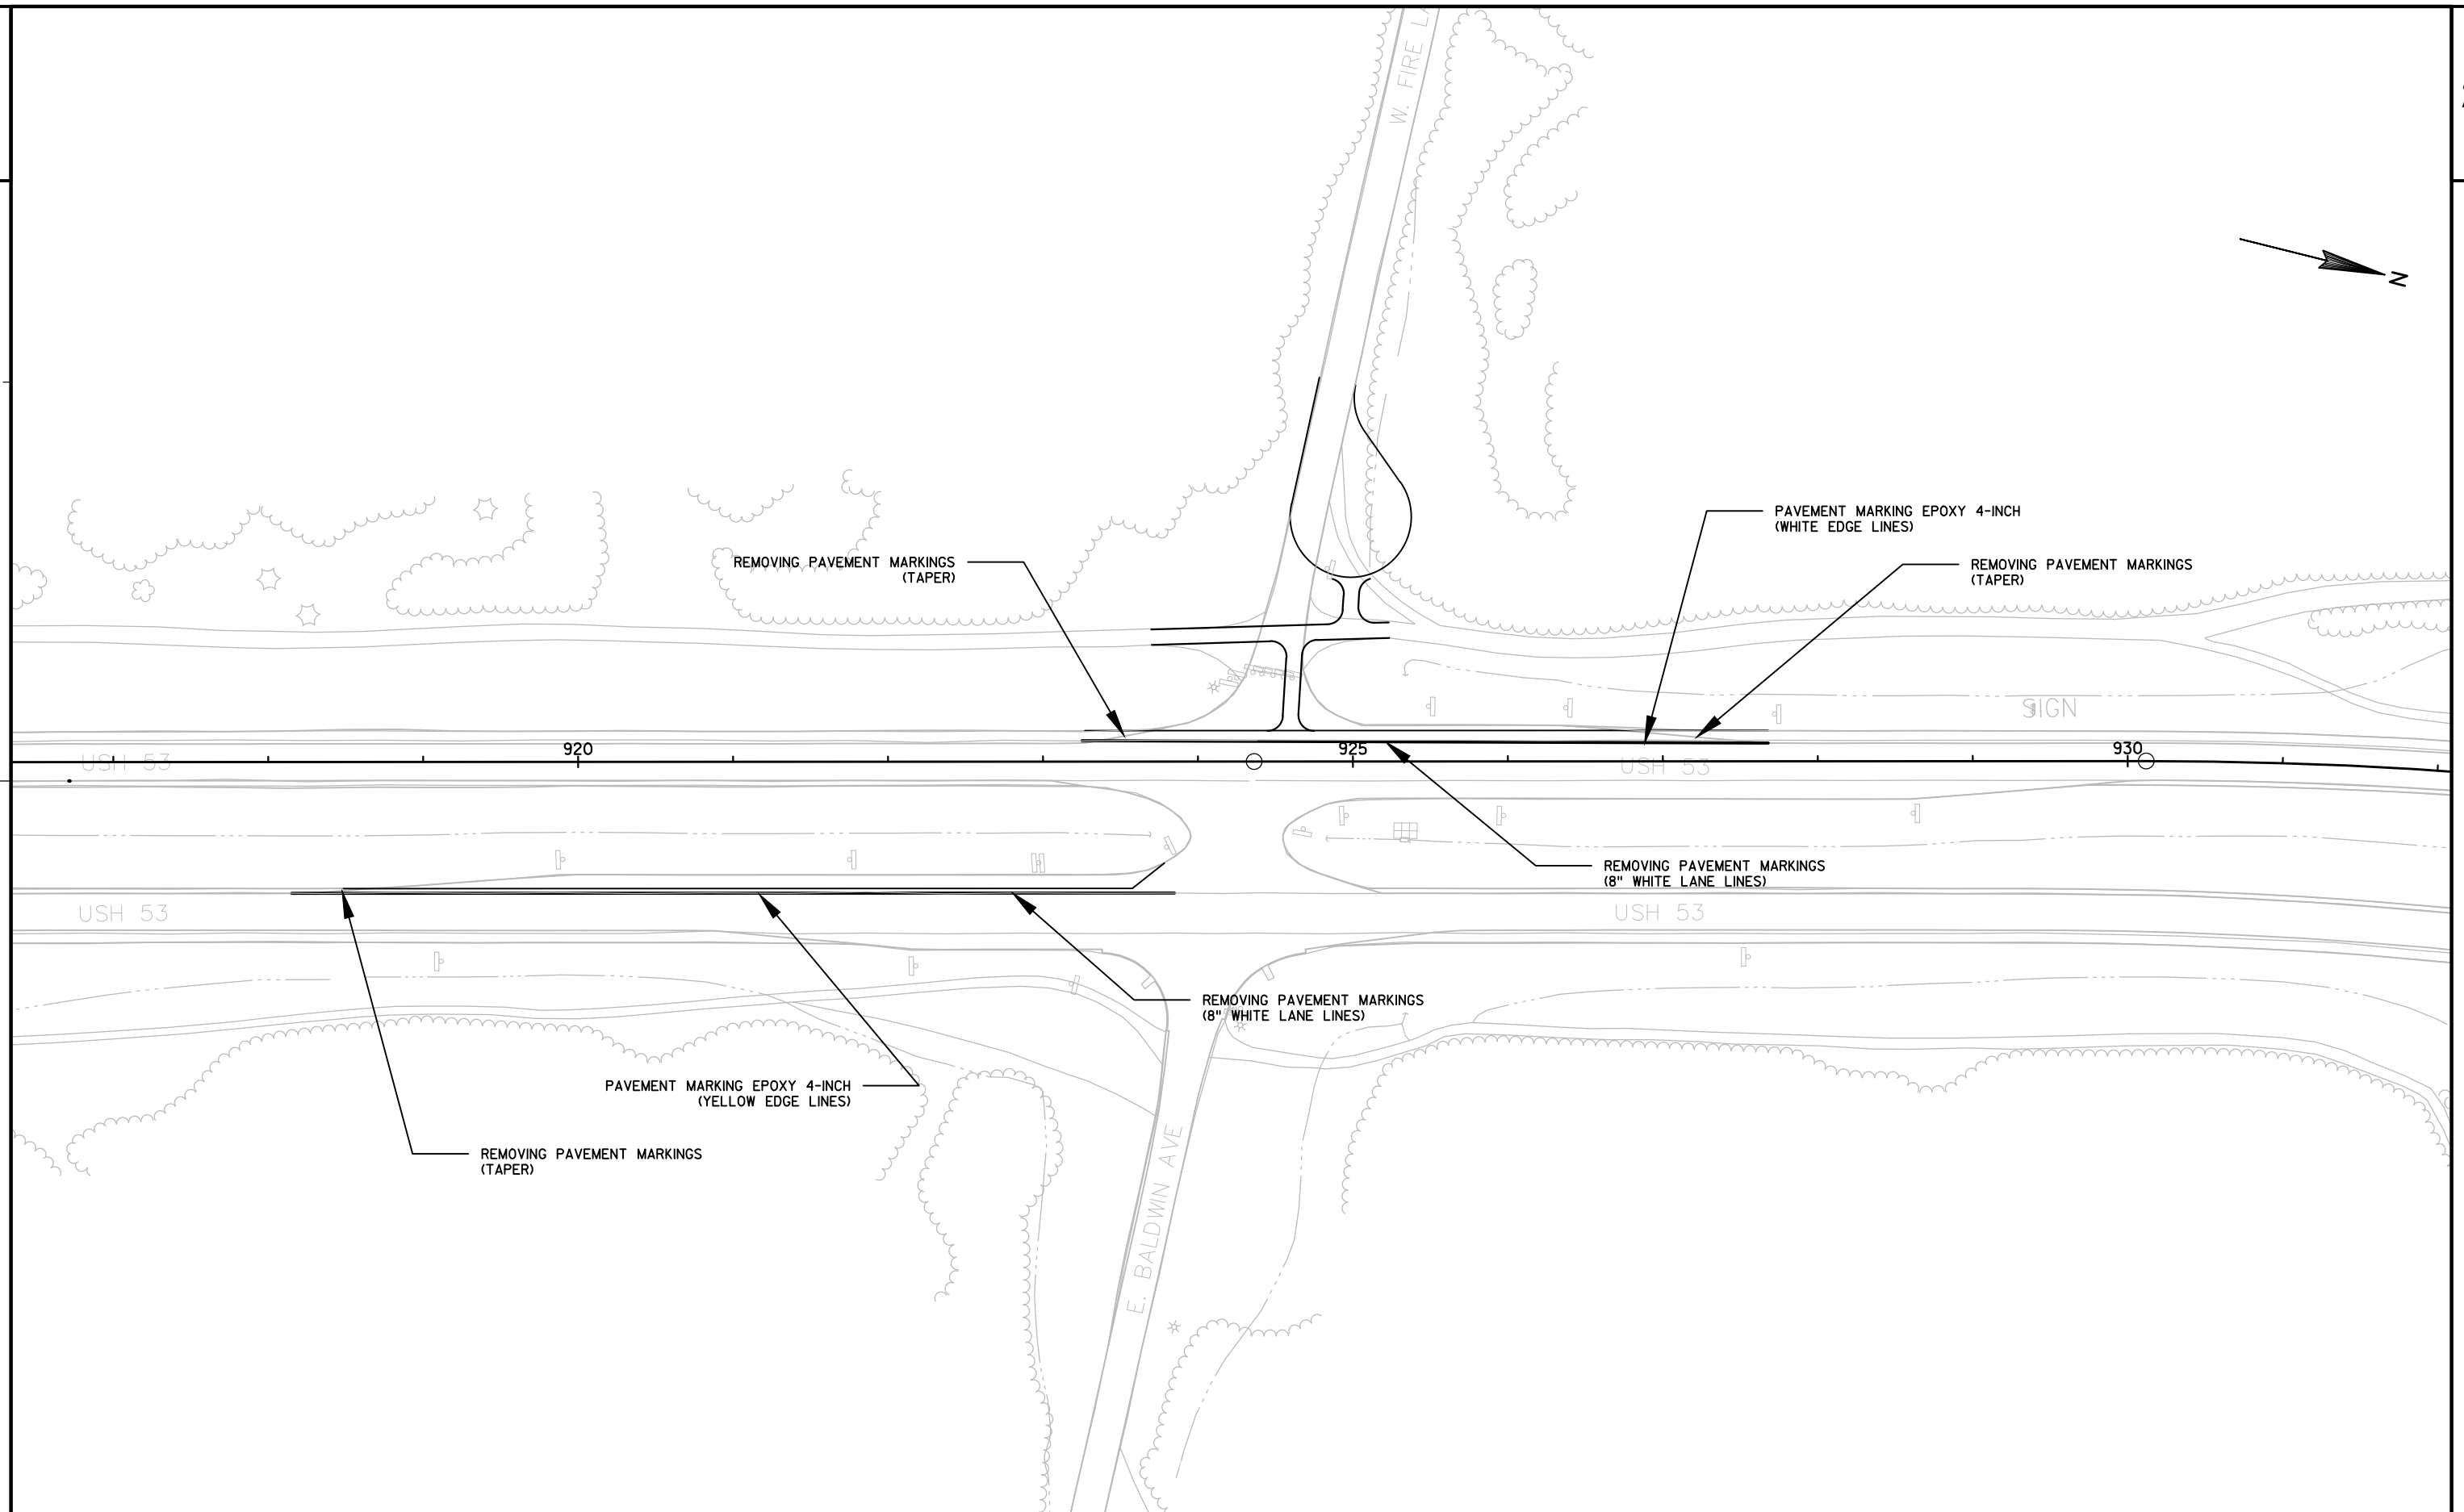 W. FIRE L
N
PAVEMENT MARKING EPOXY 4-INCH
(WHITE EDGE LINES)
REMOVING PAVEMENT MARKINGS
(TAPER)
REMOVING PAVEMENT MARKINGS
(TAPER)
SIGN
920
925
930
USH 53
USH 53
REMOVING PAVEMENT MARKINGS
(8" WHITE LANE LINES)
USH 53
USH 53
REMOVING PAVEMENT MARKINGS
(8" WHITE LANE LINES)
PAVEMENT MARKING EPOXY 4-INCH
(YELLOW EDGE LINES)
REMOVING PAVEMENT MARKINGS
(TAPER)
E. BALDWIN AVE